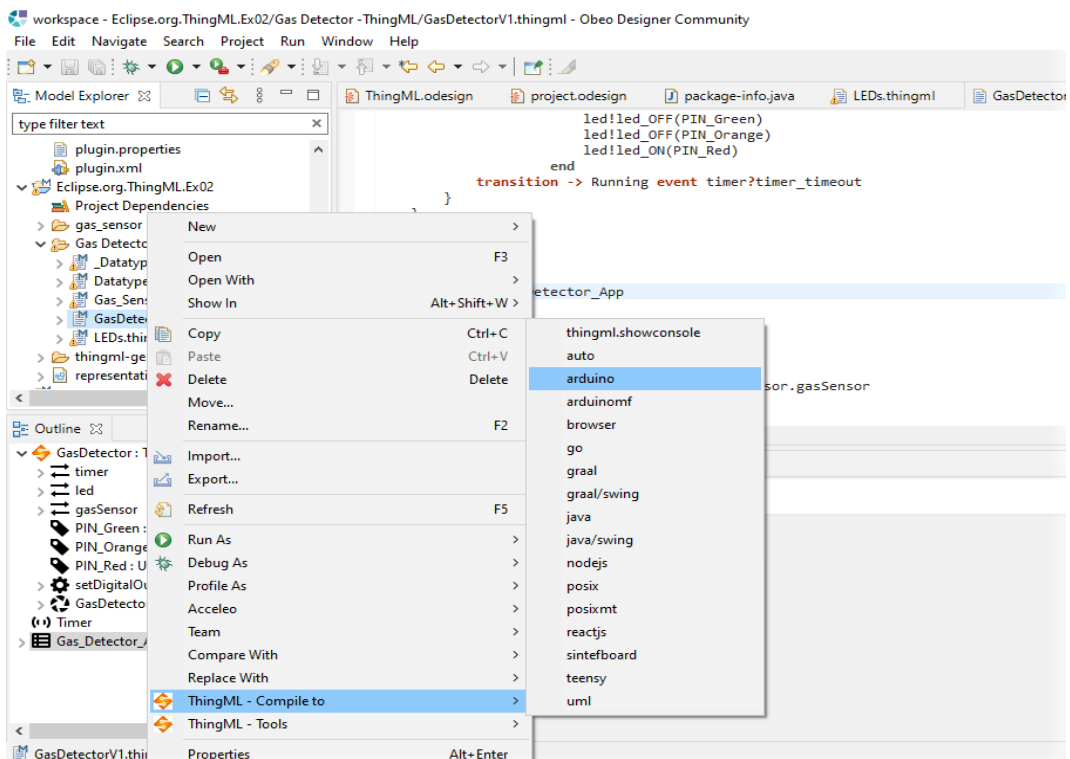 workspace - Eclipse.org.ThingML.Ex02/Gas Detector -ThingML/GasDetectorV1.thingml - Obeo Designer Community
File Edit Navigate Search Project Run Window Help
Model Explorer
type filter text
plugin.properties
plugin.xml
Eclipse.org.ThingML.Ex02
Project Dependencies
gas_sensor
Gas Detecto
_Datatyp
Datatype
Gas_Sens
GasDetec
LEDs.thin
thingml-ge
representati
Outline
GasDetector : T
timer
led
gasSensor
PIN_Green :
PIN_Orange
PIN_Red : U
setDigitalOu
GasDetecto
Timer
Gas_Detector_A
GasDetectorV1.thi
ThingML.odesign
project.odesign
package-info.java
LEDs.thingml
GasDetector
led!led_OFF(PIN_Green)
led!led_OFF(PIN_Orange)
led!led_ON(PIN_Red)
end
transition -> Running event timer?timer_timeout
}
etector_App
sor.gasSensor
New
Open F3
Open With
Show In Alt+Shift+W >
Copy Ctrl+C
Paste Ctrl+V
Delete Delete
Move...
Rename... F2
Import...
Export...
Refresh F5
Run As
Debug As
Profile As
Acceleo
Team
Compare With
Replace With
ThingML - Compile to
ThingML - Tools
Properties Alt+Enter
thingml.showconsole
auto
arduino
arduinomf
browser
go
graal
graal/swing
java
java/swing
nodejs
posix
posixmt
reactjs
sintefboard
teensy
uml